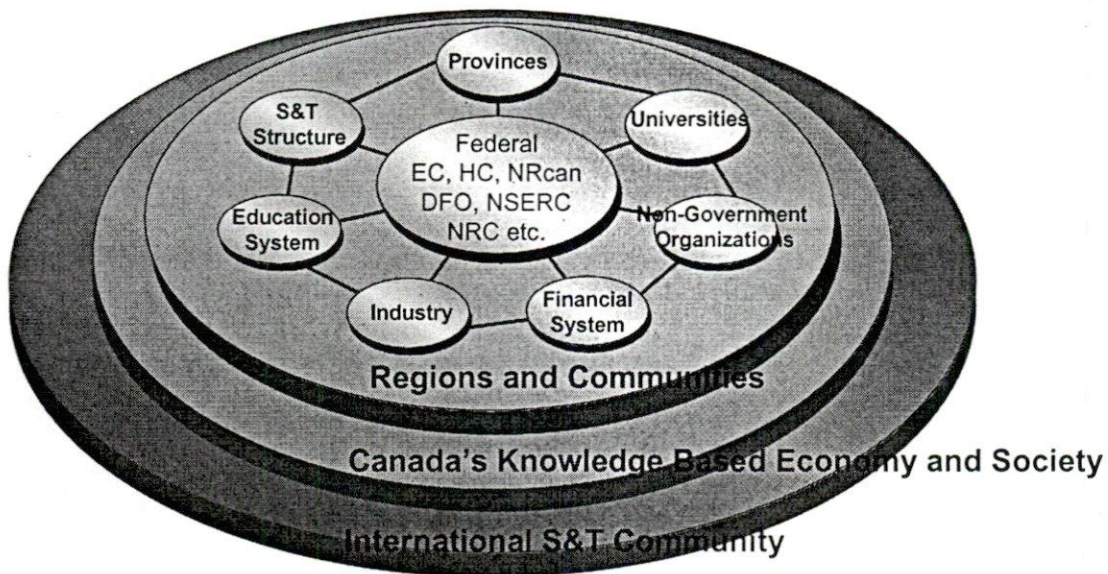 Provinces
S&T
Structure
Universities
Federal
EC, HC, NRcan
DFO, NSERC
NRC etc.
Education
System
Non-Government
Organizations
Industry
Financial
System
Regions and Communities
Canada's Knowledge Based Economy and Society
International S&T Community